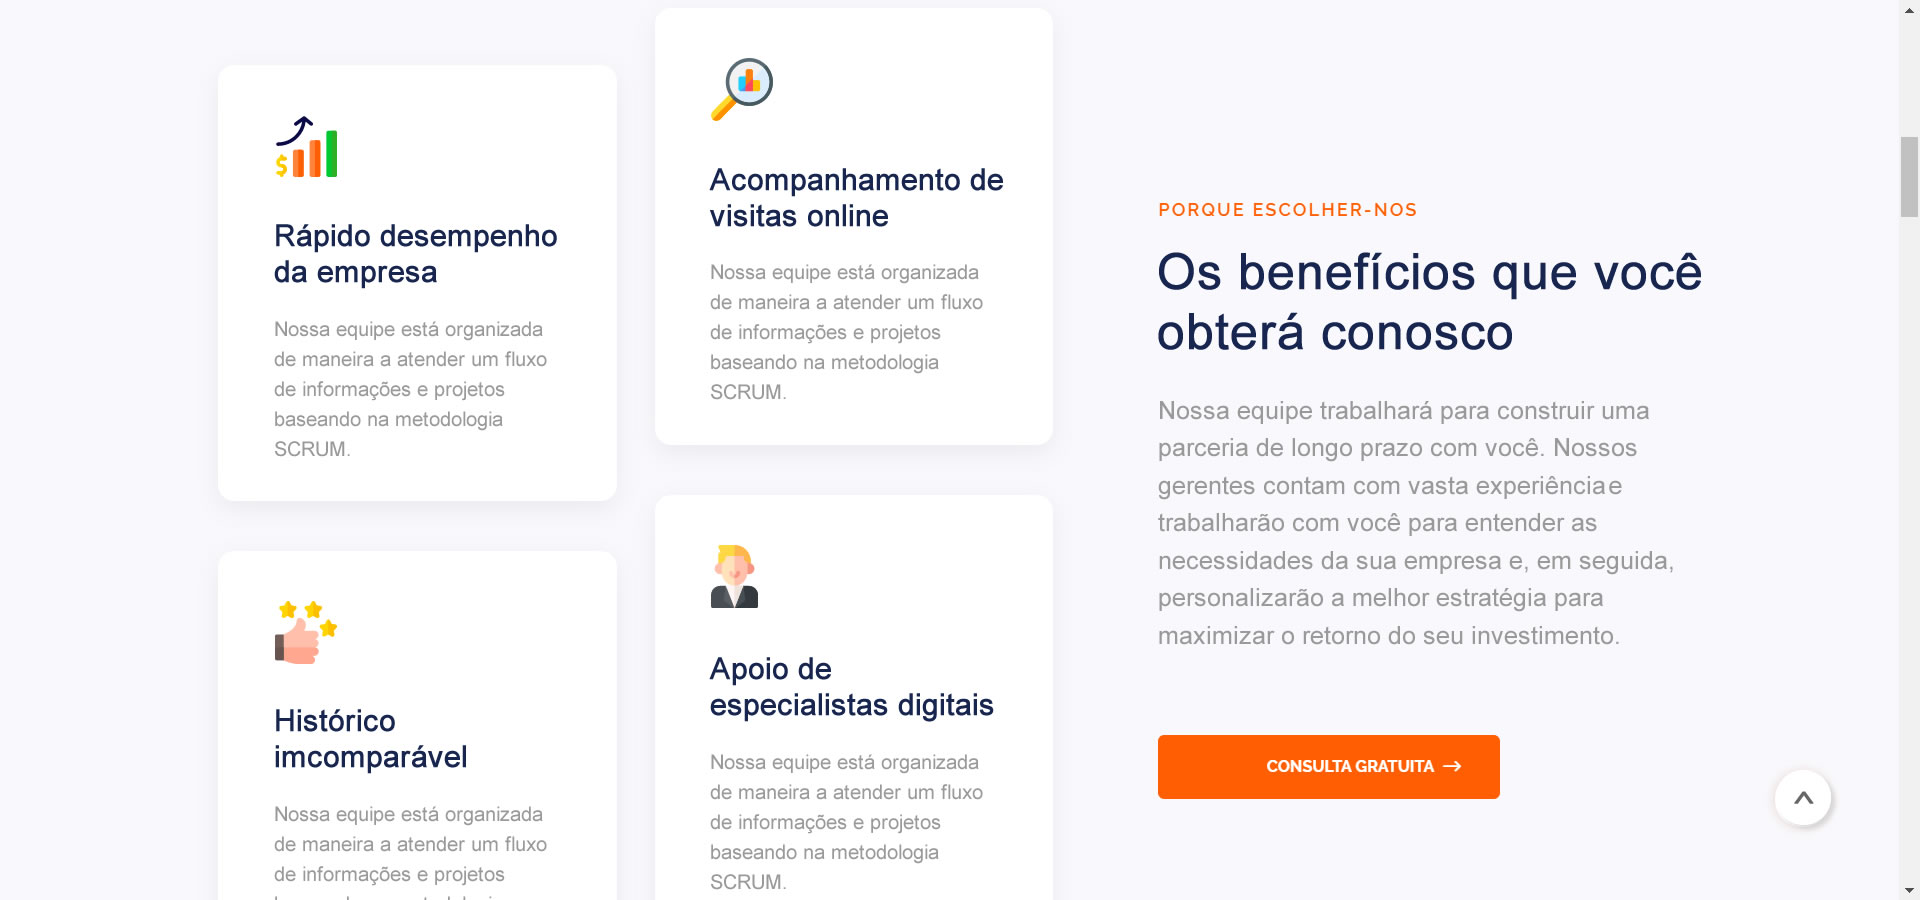 Rápido desempenho
da empresa
Nossa equipe está organizada
de maneira a atender um fluxo
de informações e projetos
baseando na metodologia
SCRUM.
Histórico
imcomparável
Nossa equipe está organizada
de maneira a atender um fluxo
de informações e projetos
Acompanhamento de
visitas online
Nossa equipe está organizada
de maneira a atender um fluxo
de informações e projetos
baseando na metodologia
SCRUM.
Apoio de
especialistas digitais
Nossa equipe está organizada
de maneira a atender um fluxo
de informações e projetos
baseando na metodologia
SCRUM.
PORQUE ESCOLHER-NOS
Os benefícios que você
obterá conosco
Nossa equipe trabalhará para construir uma
parceria de longo prazo com você. Nossos
gerentes contam com vasta experiência e
trabalharão com você para entender as
necessidades da sua empresa e, em seguida,
personalizarão a melhor estratégia para
maximizar o retorno do seu investimento.
CONSULTA GRATUITA →